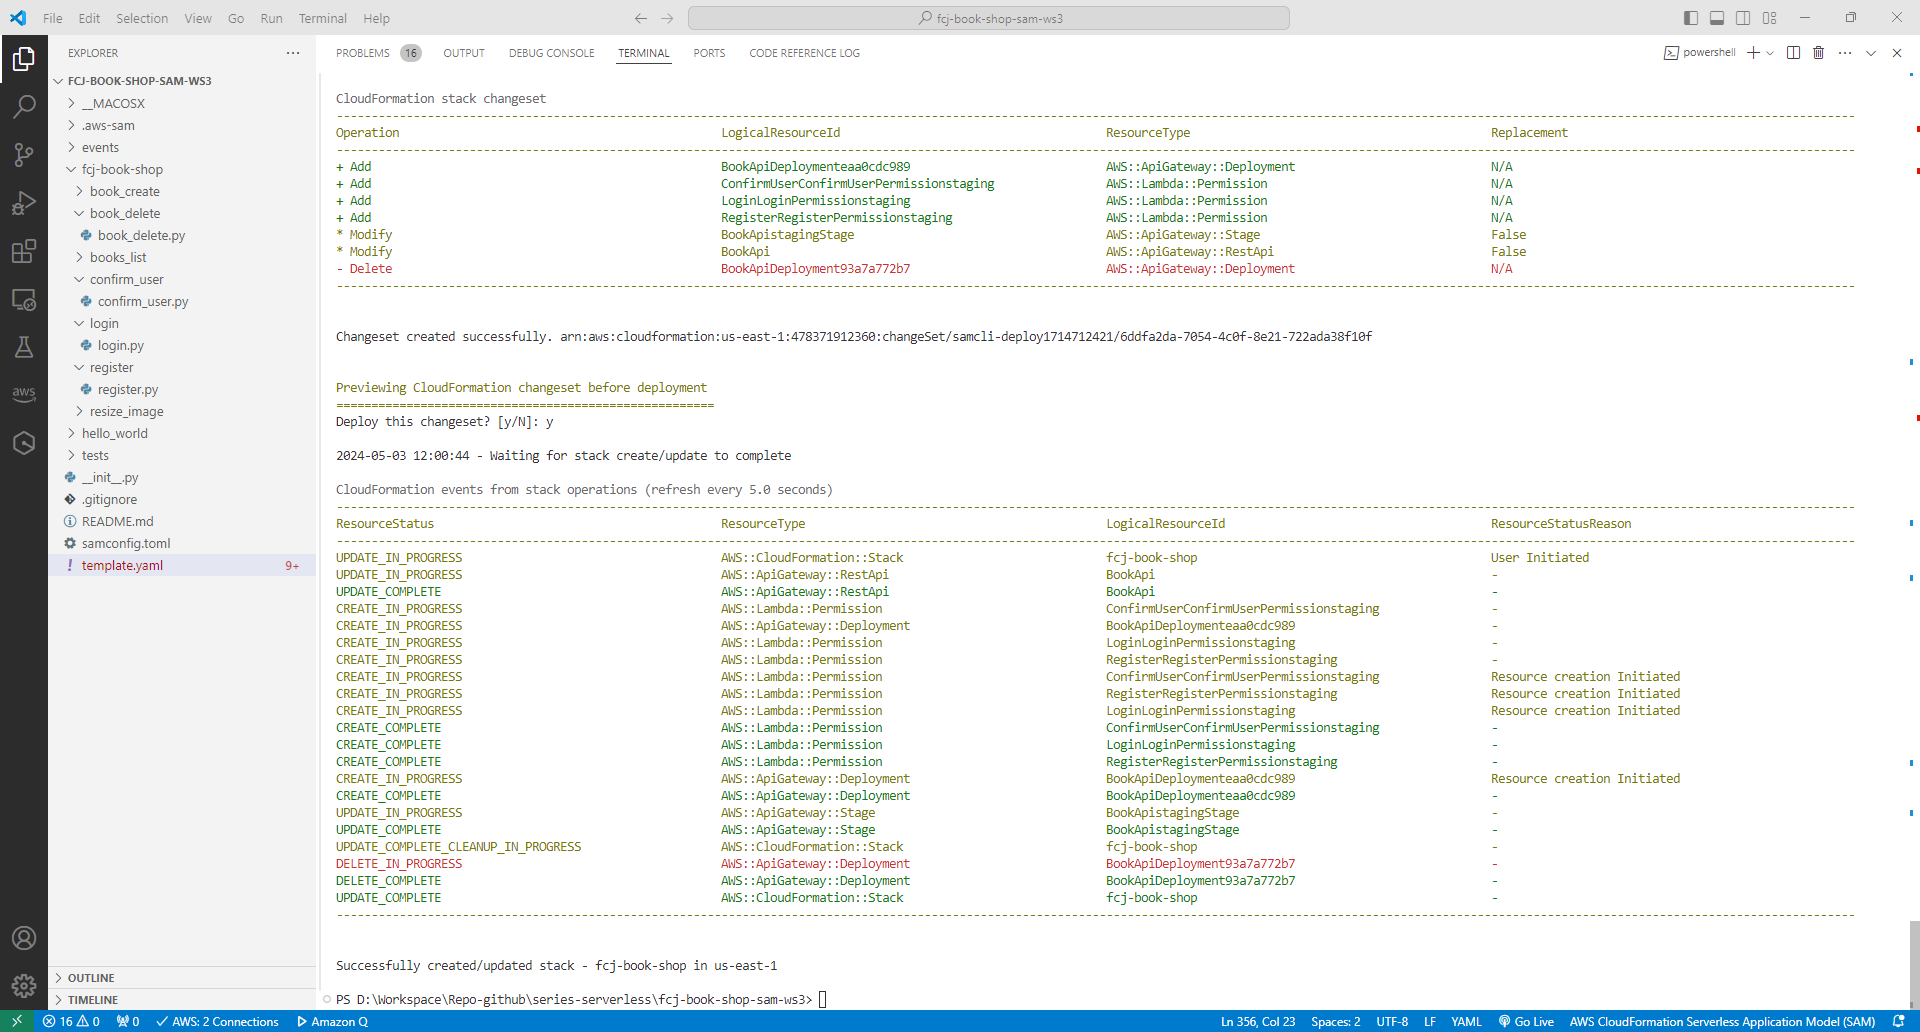 File Edit Selection View Go Run Terminal Help
fcj-book-shop-sam-ws3
EXPLORER
FCJ-BOOK-SHOP-SAM-WS3
__MACOSX
.aws-sam
events
fcj-book-shop
book_create
book_delete
book_delete.py
books_list
confirm_user
confirm_user.py
login
login.py
register
register.py
resize_image
hello_world
tests
__init__.py
.gitignore
README.md
samconfig.toml
! template.yaml 9+
OUTLINE
TIMELINE
aws
PROBLEMS 16 OUTPUT DEBUG CONSOLE TERMINAL PORTS CODE REFERENCE LOG
powershell
CloudFormation stack changeset
Operation LogicalResourceId ResourceType Replacement
+ Add BookApiDeploymenteaa0cdc989 AWS::ApiGateway::Deployment N/A
+ Add ConfirmUserConfirmUserPermissionstaging AWS::Lambda::Permission N/A
+ Add LoginLoginPermissionstaging AWS::Lambda::Permission N/A
+ Add RegisterRegisterPermissionstaging AWS::Lambda::Permission N/A
* Modify BookApistagingStage AWS::ApiGateway::Stage False
* Modify BookApi AWS::ApiGateway::RestApi False
- Delete BookApiDeployment93a7a772b7 AWS::ApiGateway::Deployment N/A
Changeset created successfully. arn:aws:cloudformation:us-east-1:478371912360:changeSet/samcli-deploy1714712421/6ddfa2da-7054-4c0f-8e21-722ada38f10f
Previewing CloudFormation changeset before deployment
======================================================
Deploy this changeset? [y/N]: y
2024-05-03 12:00:44 - Waiting for stack create/update to complete
CloudFormation events from stack operations (refresh every 5.0 seconds)
ResourceStatus ResourceType LogicalResourceId ResourceStatusReason
UPDATE_IN_PROGRESS AWS::CloudFormation::Stack fcj-book-shop User Initiated
UPDATE_IN_PROGRESS AWS::ApiGateway::RestApi BookApi -
UPDATE_COMPLETE AWS::ApiGateway::RestApi BookApi -
CREATE_IN_PROGRESS AWS::Lambda::Permission ConfirmUserConfirmUserPermissionstaging -
CREATE_IN_PROGRESS AWS::ApiGateway::Deployment BookApiDeploymenteaa0cdc989 -
CREATE_IN_PROGRESS AWS::Lambda::Permission LoginLoginPermissionstaging -
CREATE_IN_PROGRESS AWS::Lambda::Permission RegisterRegisterPermissionstaging -
CREATE_IN_PROGRESS AWS::Lambda::Permission ConfirmUserConfirmUserPermissionstaging Resource creation Initiated
CREATE_IN_PROGRESS AWS::Lambda::Permission RegisterRegisterPermissionstaging Resource creation Initiated
CREATE_IN_PROGRESS AWS::Lambda::Permission LoginLoginPermissionstaging Resource creation Initiated
CREATE_COMPLETE AWS::Lambda::Permission ConfirmUserConfirmUserPermissionstaging -
CREATE_COMPLETE AWS::Lambda::Permission LoginLoginPermissionstaging -
CREATE_COMPLETE AWS::Lambda::Permission RegisterRegisterPermissionstaging -
CREATE_IN_PROGRESS AWS::ApiGateway::Deployment BookApiDeploymenteaa0cdc989 Resource creation Initiated
CREATE_COMPLETE AWS::ApiGateway::Deployment BookApiDeploymenteaa0cdc989 -
UPDATE_IN_PROGRESS AWS::ApiGateway::Stage BookApistagingStage -
UPDATE_COMPLETE AWS::ApiGateway::Stage BookApistagingStage -
UPDATE_COMPLETE_CLEANUP_IN_PROGRESS AWS::CloudFormation::Stack fcj-book-shop -
DELETE_IN_PROGRESS AWS::ApiGateway::Deployment BookApiDeployment93a7a772b7 -
DELETE_COMPLETE AWS::ApiGateway::Deployment BookApiDeployment93a7a772b7 -
UPDATE_COMPLETE AWS::CloudFormation::Stack fcj-book-shop -
Successfully created/updated stack - fcj-book-shop in us-east-1
PS D:\Workspace\Repo-github\series-serverless\fcj-book-shop-sam-ws3>
16 0 0 AWS: 2 Connections Amazon Q Ln 356, Col 23 Spaces: 2 UTF-8 LF YAML Go Live AWS CloudFormation Serverless Application Model (SAM)